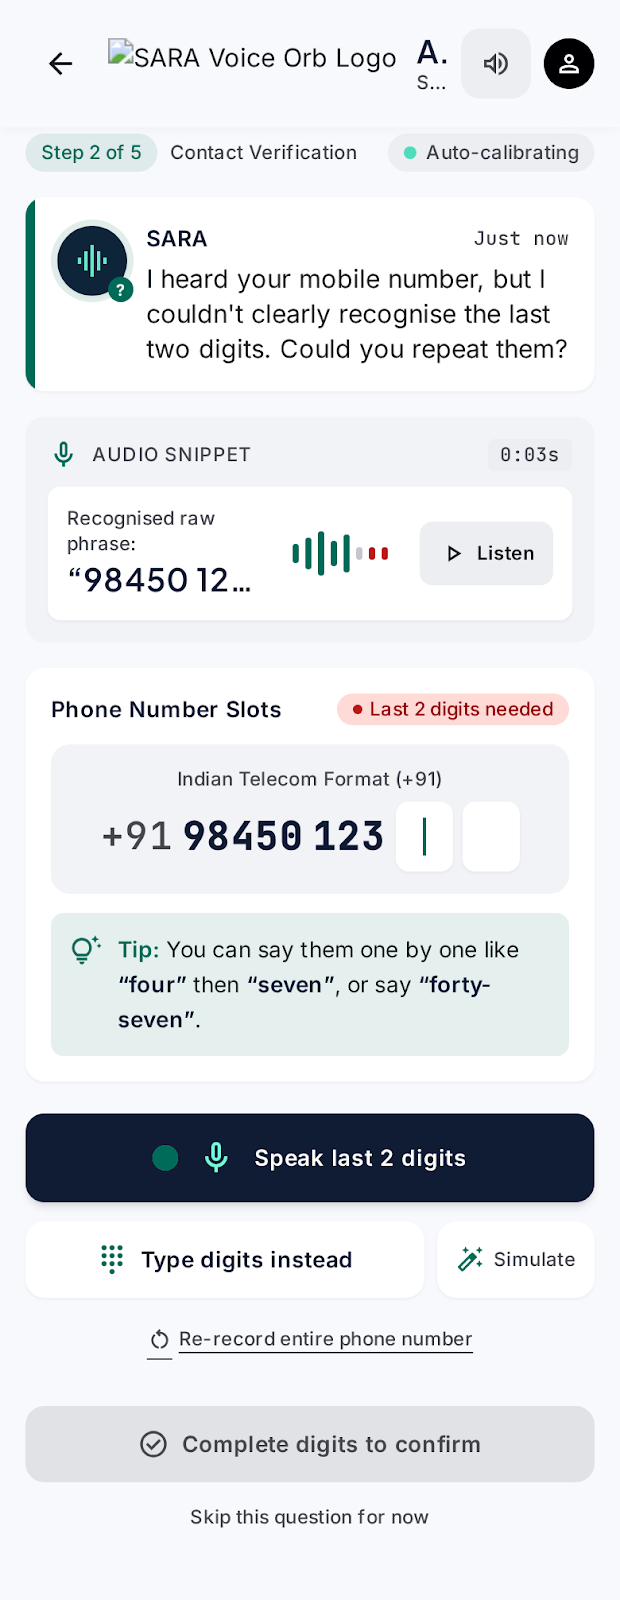 SARA Voice Orb Logo
A.
S...
Step 2 of 5
Contact Verification
Auto-calibrating
SARA
Just now
I heard your mobile number, but I
couldn't clearly recognise the last
two digits. Could you repeat them?
?
AUDIO SNIPPET
0:03s
Recognised raw
phrase:
“98450 12...
Listen
Phone Number Slots
Last 2 digits needed
Indian Telecom Format (+91)
+91 98450 123
Tip: You can say them one by one like
“four” then “seven”, or say “forty-
seven”.
Speak last 2 digits
Type digits instead
Simulate
Re-record entire phone number
Complete digits to confirm
Skip this question for now